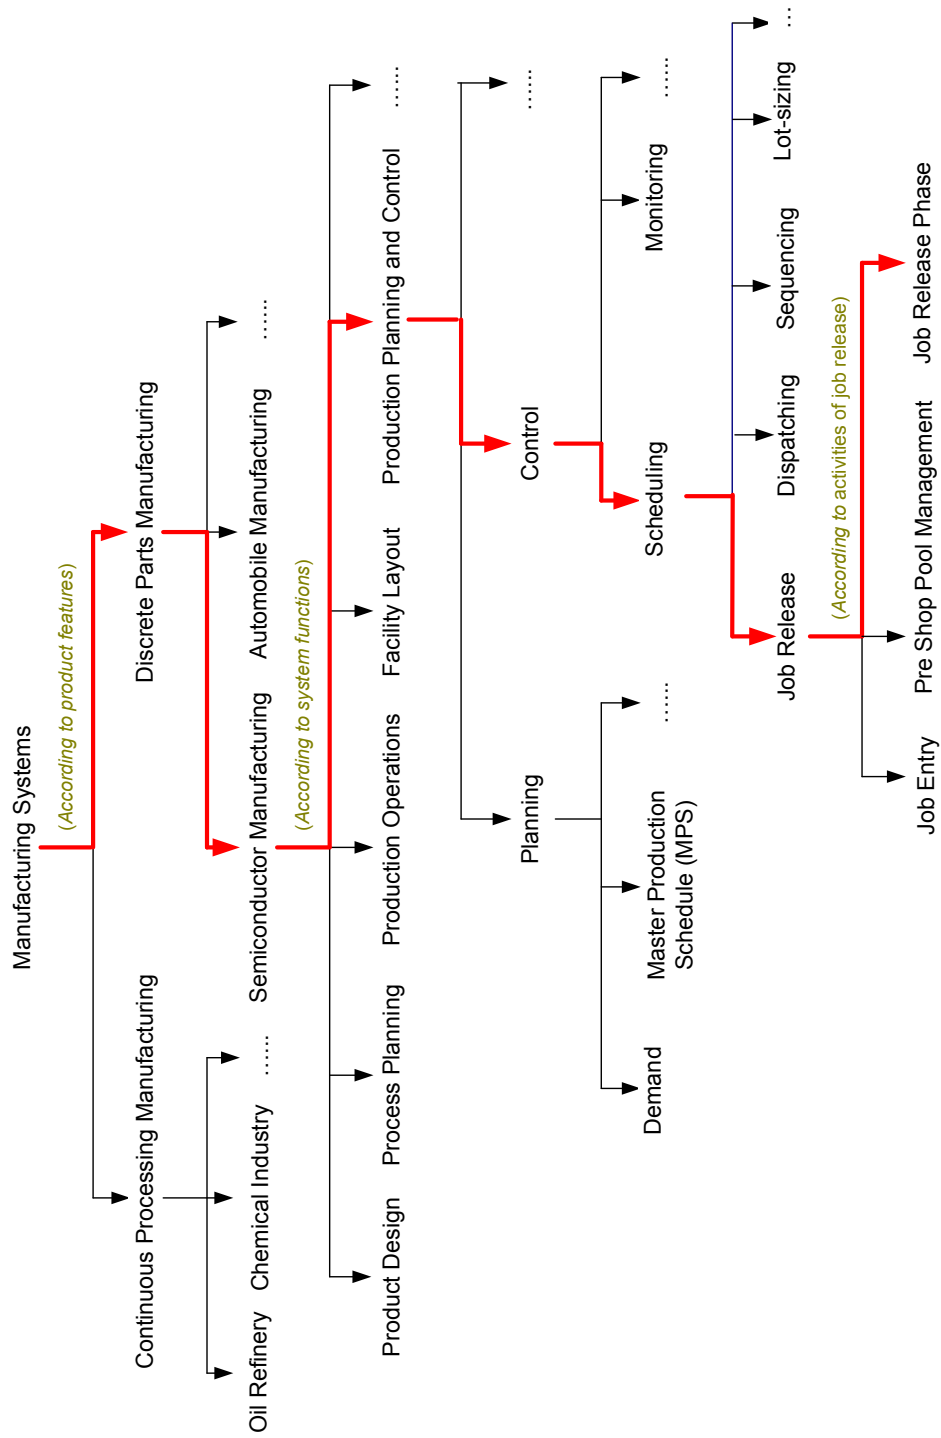 Manufacturing Systems
(According to product features)
Continuous Processing Manufacturing
Discrete Parts Manufacturing
Oil Refinery
Chemical Industry
......
Semiconductor Manufacturing
Automobile Manufacturing
......
(According to system functions)
Product Design
Process Planning
Production Operations
Facility Layout
Production Planning and Control
......
Planning
Control
......
Demand
Master Production
Schedule (MPS)
......
Scheduling
Monitoring
......
Job Release
Dispatching
Sequencing
Lot-sizing
...
(According to activities of job release)
Job Entry
Pre Shop Pool Management
Job Release Phase